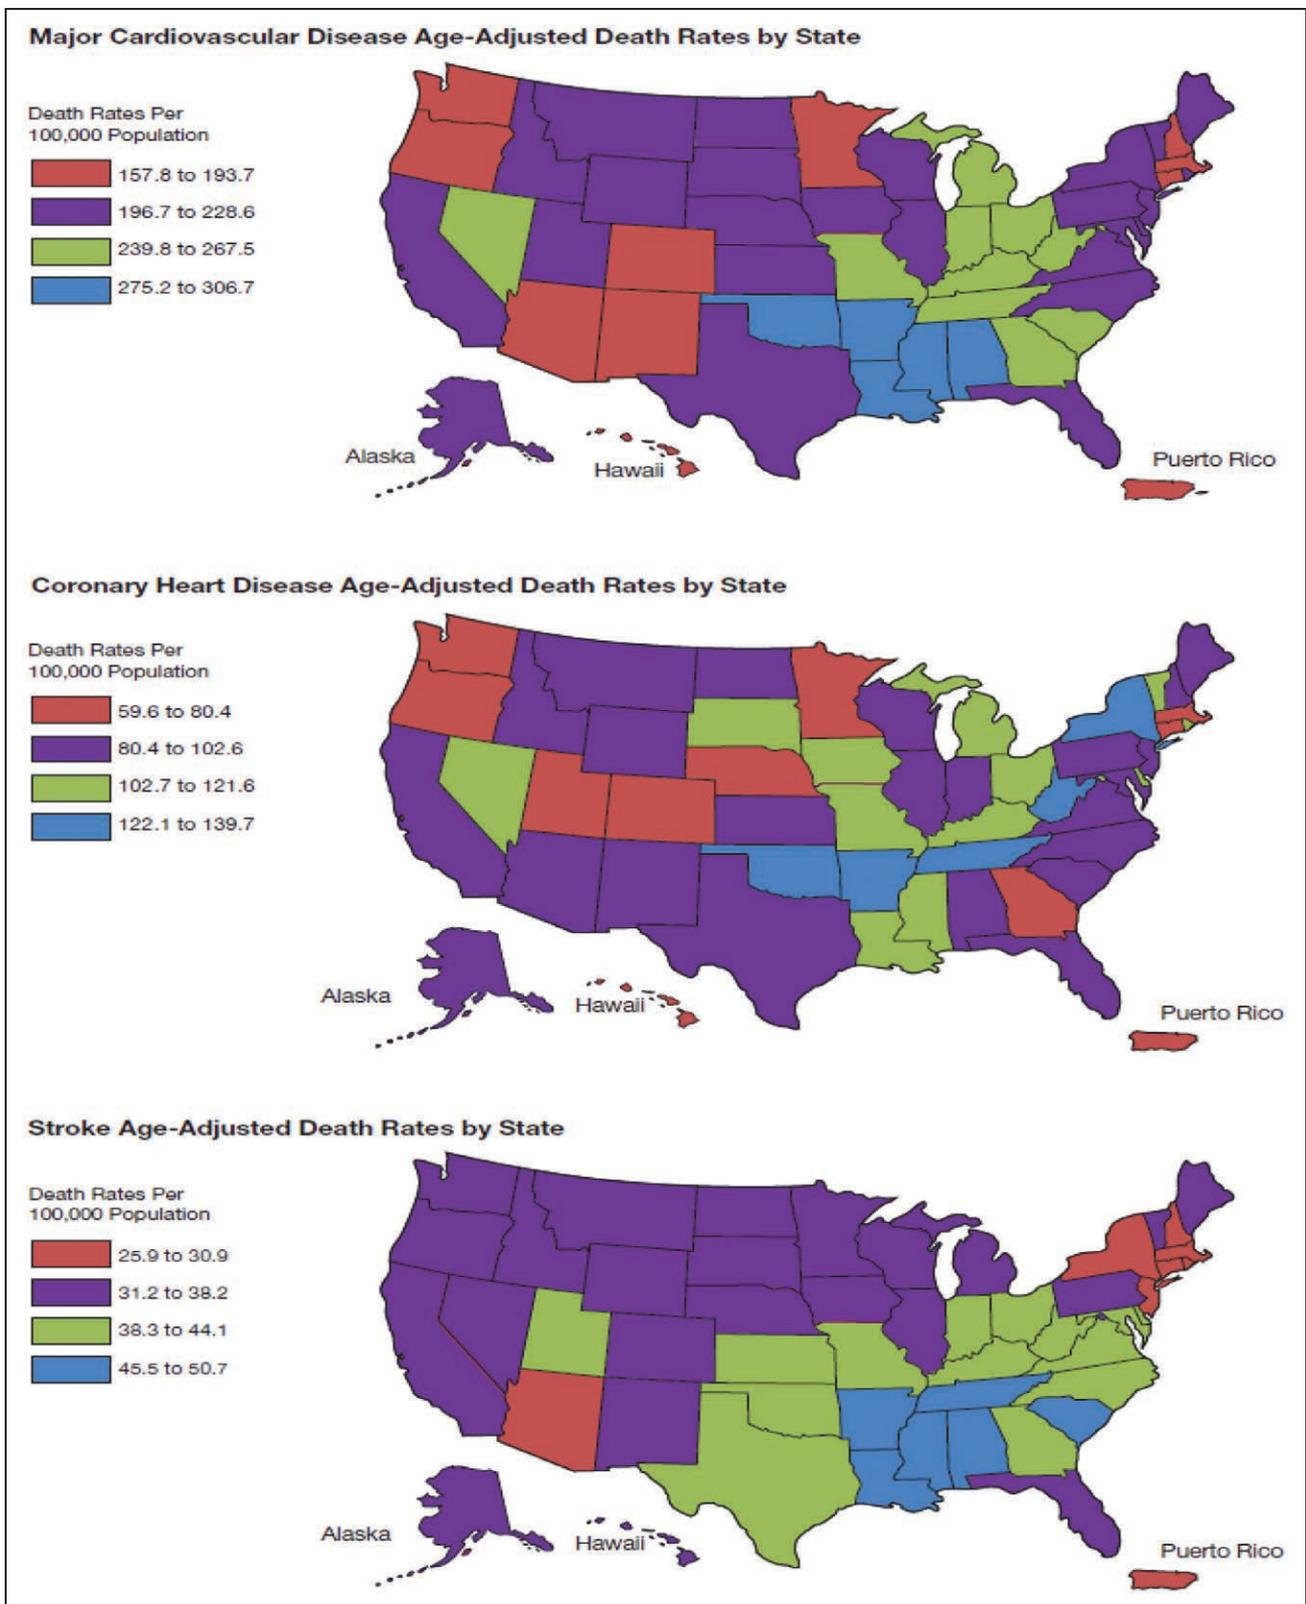 Major Cardiovascular Disease Age-Adjusted Death Rates by State
Death Rates Per
100,000 Population
157.8 to 193.7
196.7 to 228.6
239.8 to 267.5
275.2 to 306.7
Alaska
Hawaii
Puerto Rico
Coronary Heart Disease Age-Adjusted Death Rates by State
Death Rates Per
100,000 Population
59.6 to 80.4
80.4 to 102.6
102.7 to 121.6
122.1 to 139.7
Alaska
Hawaii
Puerto Rico
Stroke Age-Adjusted Death Rates by State
Death Rates Per
100,000 Population
25.9 to 30.9
31.2 to 38.2
38.3 to 44.1
45.5 to 50.7
Alaska
Hawaii
Puerto Rico